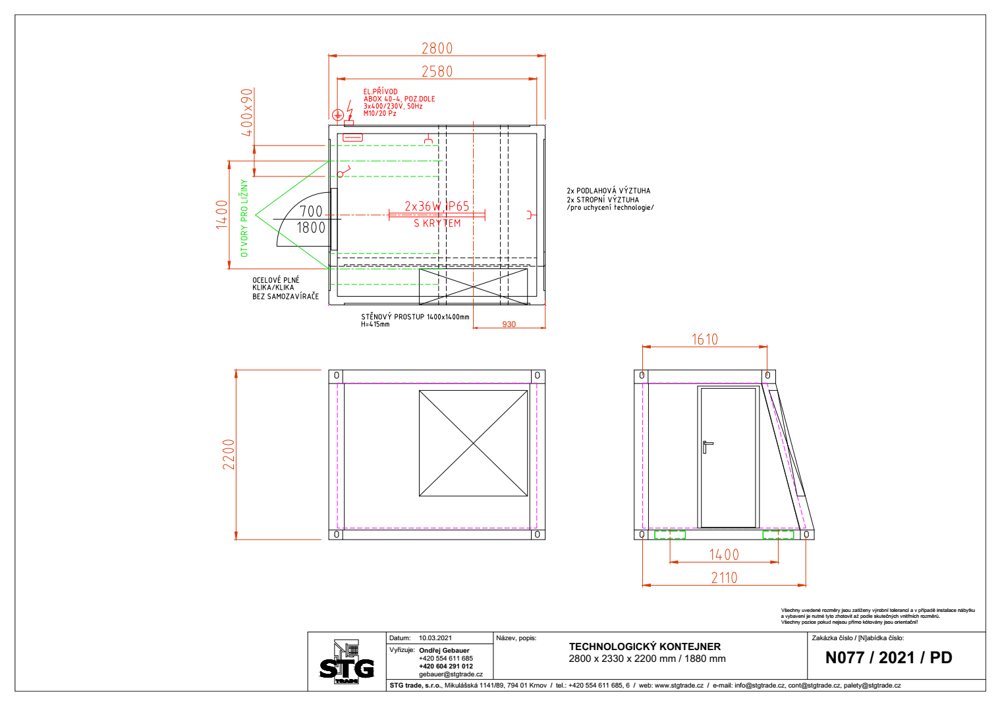 2800
2580
400x90
EL.PŘÍVOD
ABOX 40-4, POZ.DOLE
3x400/230V, 50Hz
M10/20 Pz
1400
OTVORY PRO LIŽINY
700
1800
2x36W,IP65
S KRYTEM
2x PODLAHOVÁ VÝZTUHA
2x STROPNÍ VÝZTUHA
/pro uchycení technologie/
OCELOVÉ PLNÉ
KLIKA/KLIKA
BEZ SAMOZAVÍRAČE
STĚNOVÝ PROSTUP 1400x1400mm
H=415mm
930
2200
1610
1400
2110
Všechny uvedené rozměry jsou zatíženy výrobní tolerancí a v případě instalace nábytku
a vybavení je nutné tyto zhotovit až podle skutečných vnitřních rozměrů.
Všechny pozice pokud nejsou přímo kótovány jsou orientační!
STG
TRADE
Datum: 10.03.2021
Vyřizuje: Ondřej Gebauer
+420 554 611 685
+420 604 291 012
gebauer@stgtrade.cz
Název, popis:
TECHNOLOGICKÝ KONTEJNER
2800 x 2330 x 2200 mm / 1880 mm
Zakázka číslo / [N]abídka číslo:
N077 / 2021 / PD
STG trade, s.r.o., Mikulášská 1141/89, 794 01 Krnov / tel.: +420 554 611 685, 6 / web: www.stgtrade.cz / e-mail: info@stgtrade.cz, cont@stgtrade.cz, palety@stgtrade.cz